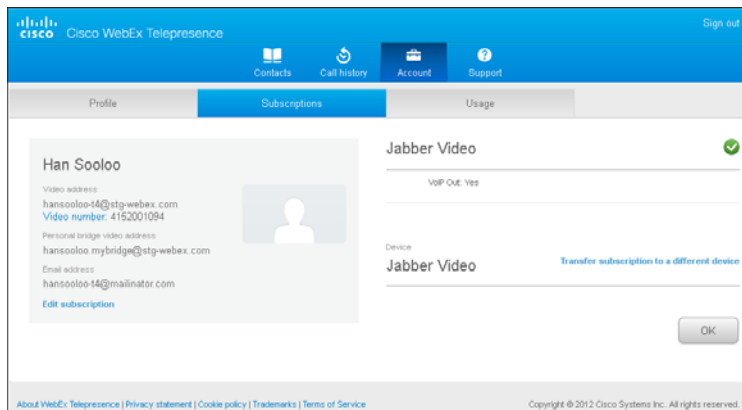 Sign out
cisco Cisco WebEx Telepresence
Contacts Call history Account Support
Profile Subscriptions Usage
Han Sooloo
Video address
hansooloo-t4@stg-webex.com
Video number: 4152001094
Personal bridge video address
hansooloo.mybridge@stg-webex.com
Email address
hansooloo-t4@mailinator.com
Edit subscription
Jabber Video
VoIP Out: Yes
Device
Jabber Video Transfer subscription to a different device
OK
About WebEx Telepresence | Privacy statement | Cookie policy | Trademarks | Terms of Service
Copyright © 2012 Cisco Systems Inc. All rights reserved.